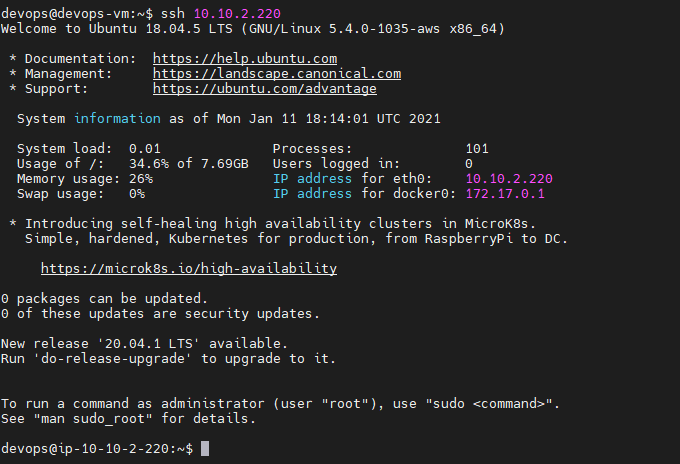 devops@devops-vm:~$ ssh 10.10.2.220
Welcome to Ubuntu 18.04.5 LTS (GNU/Linux 5.4.0-1035-aws x86_64)

 * Documentation:  https://help.ubuntu.com
 * Management:     https://landscape.canonical.com
 * Support:        https://ubuntu.com/advantage

  System information as of Mon Jan 11 18:14:01 UTC 2021

  System load:  0.01              Processes:              101
  Usage of /:   34.6% of 7.69GB   Users logged in:        0
  Memory usage: 26%               IP address for eth0:    10.10.2.220
  Swap usage:   0%                IP address for docker0: 172.17.0.1

 * Introducing self-healing high availability clusters in MicroK8s.
   Simple, hardened, Kubernetes for production, from RaspberryPi to DC.

     https://microk8s.io/high-availability

0 packages can be updated.
0 of these updates are security updates.

New release '20.04.1 LTS' available.
Run 'do-release-upgrade' to upgrade to it.


To run a command as administrator (user "root"), use "sudo <command>".
See "man sudo_root" for details.

devops@ip-10-10-2-220:~$